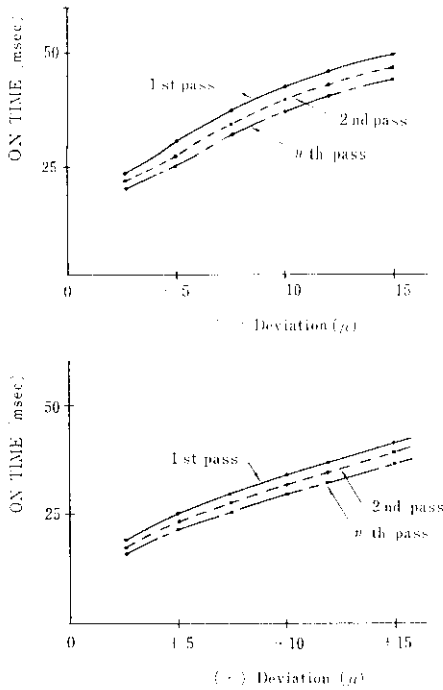 ON TIME (msec)
50
25
1 st pass
2 nd pass
n th pass
0
5
10
15
Deviation (μ)
ON TIME (msec)
50
25
1 st pass
2 nd pass
n th pass
0
5
10
15
Deviation (μ)